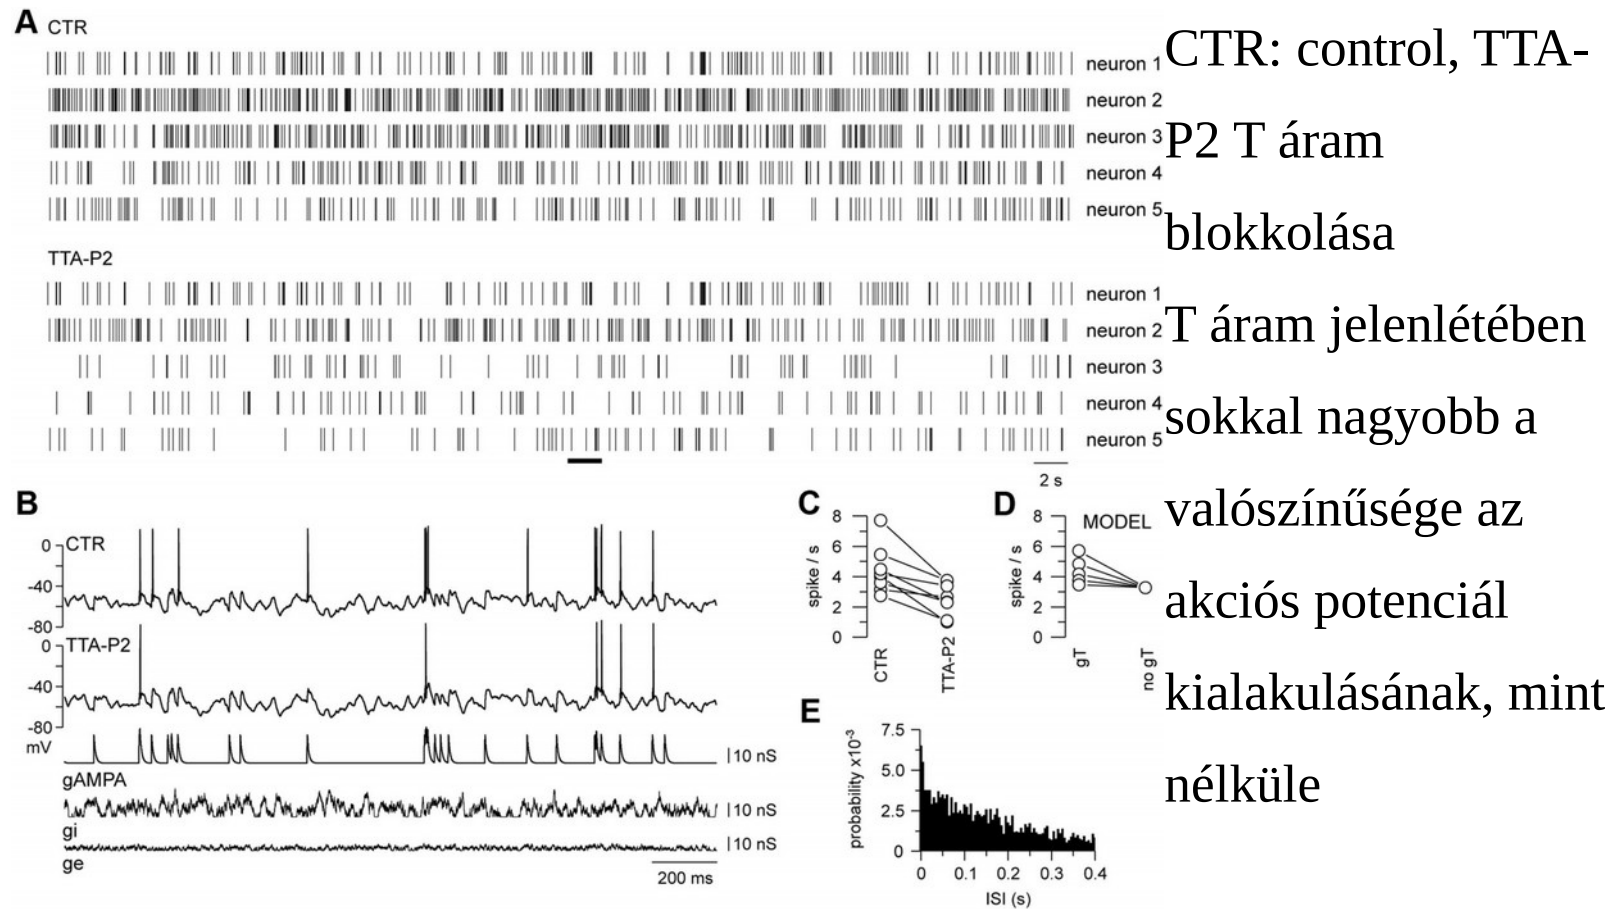 A CTR
neuron 1
neuron 2
neuron 3
neuron 4
neuron 5
TTA-P2
neuron 1
neuron 2
neuron 3
neuron 4
neuron 5
2 s
B
CTR
0
-40
-80
TTA-P2
0
-40
-80
mV
10 nS
gAMPA
10 nS
gi
10 nS
ge
200 ms
C
8
6
4
2
0
spike / s
CTR
TTA-P2
D
MODEL
8
6
4
2
0
spike / s
gT
no gT
E
7.5
5.0
2.5
0
probability x10-3
0 0.1 0.2 0.3 0.4
ISI (s)
CTR: control, TTA-
P2 T áram
blokkolása
T áram jelenlétében
sokkal nagyobb a
valószínűsége az
akciós potenciál
kialakulásának, mint
nélküle